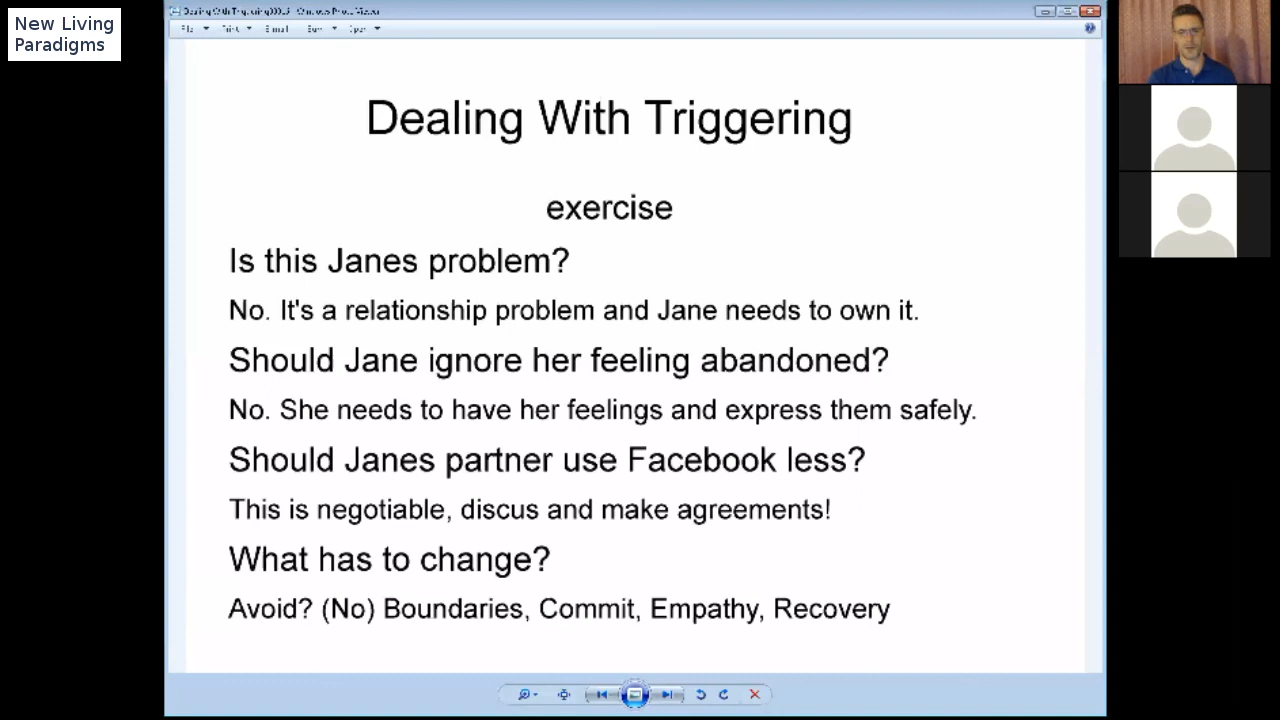 New Living
Paradigms
Dealing With Triggering
exercise
Is this Janes problem?
No. It's a relationship problem and Jane needs to own it.
Should Jane ignore her feeling abandoned?
No. She needs to have her feelings and express them safely.
Should Janes partner use Facebook less?
This is negotiable, discus and make agreements!
What has to change?
Avoid? (No) Boundaries, Commit, Empathy, Recovery